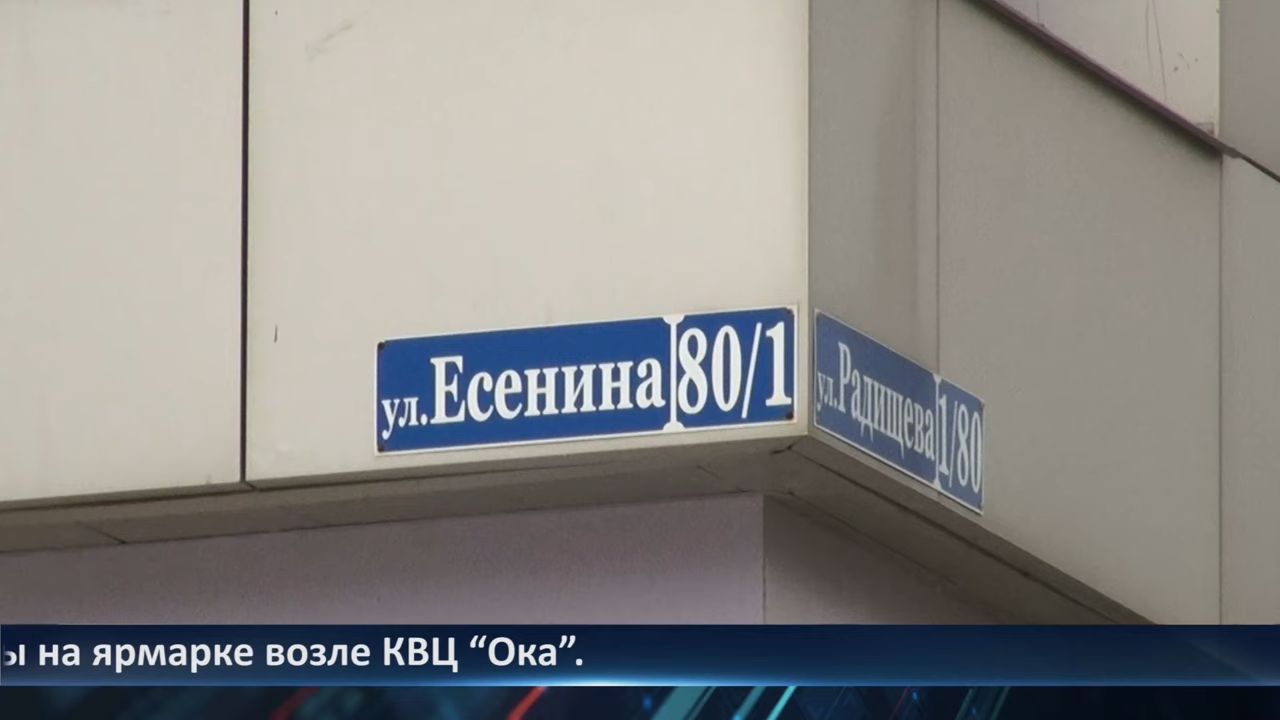 ул. Есенина 80/1
ул. Радищева 1/80
ы на ярмарке возле КВЦ “Ока”.